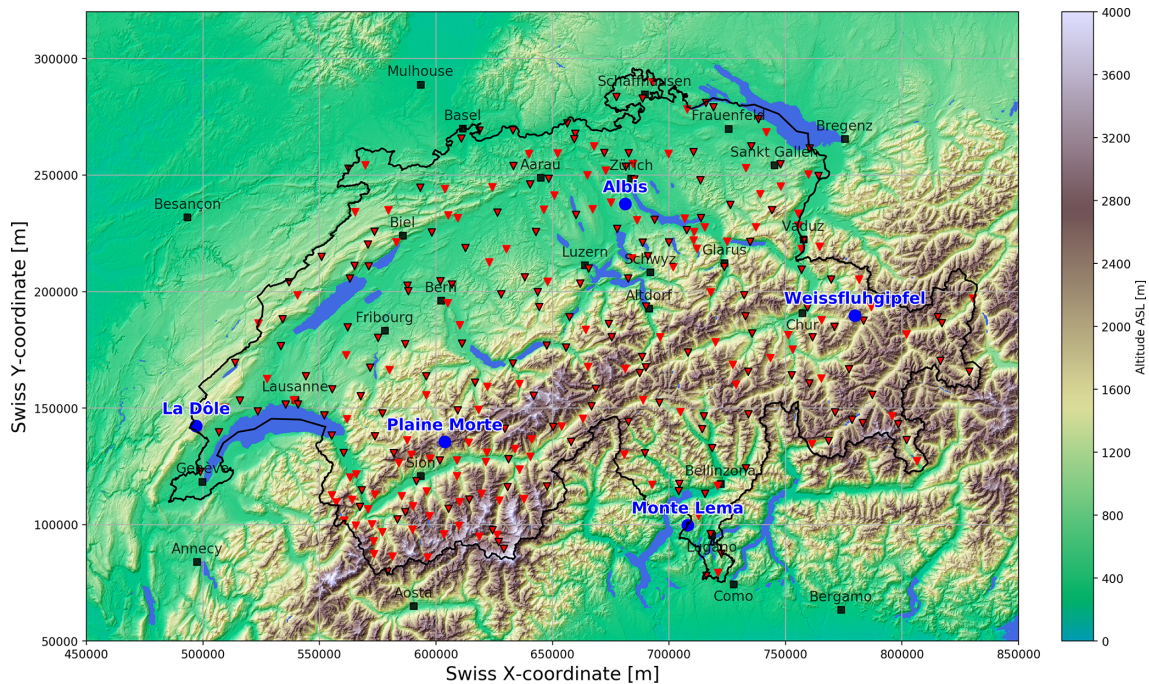 300000
250000
200000
150000
100000
50000
450000
500000
550000
600000
650000
700000
750000
800000
850000
Swiss X-coordinate [m]
Swiss Y-coordinate [m]
Mulhouse
Schaffhausen
Basel
Frauenfeld
Bregenz
Sankt Gallen
Aarau
Zürich
Albis
Besançon
Biel
Vaduz
Luzern
Glarus
Schwyz
Bern
Altdorf
Weissfluhgipfel
Fribourg
Chur
Lausanne
La Dôle
Plaine Morte
Sion
Genève
Bellinzona
Monte Lema
Annecy
Lugano
Aosta
Como
Bergamo
4000
3600
3200
2800
2400
2000
1600
1200
800
400
0
Altitude ASL [m]